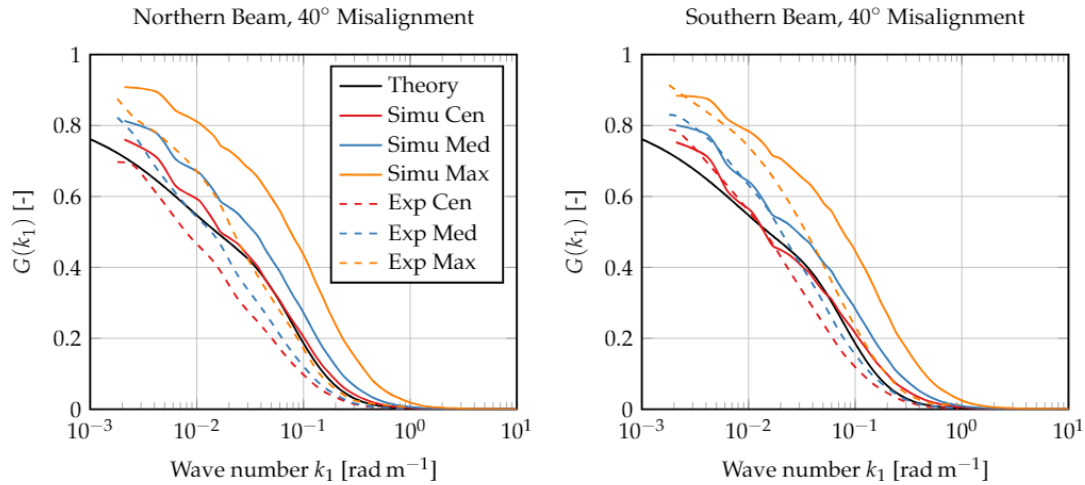 Northern Beam, 40° Misalignment
1
0.8
0.6
0.4
0.2
0
G(k₁) [-]
Theory
Simu Cen
Simu Med
Simu Max
Exp Cen
Exp Med
Exp Max
10⁻³ 10⁻² 10⁻¹ 10⁰ 10¹
Wave number k₁ [rad m⁻¹]
Southern Beam, 40° Misalignment
1
0.8
0.6
0.4
0.2
0
G(k₁) [-]
10⁻³ 10⁻² 10⁻¹ 10⁰ 10¹
Wave number k₁ [rad m⁻¹]